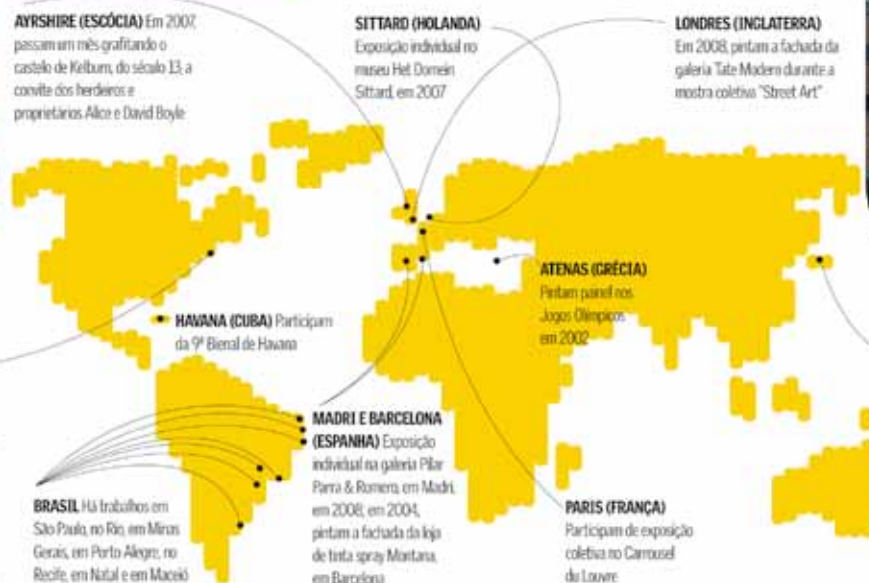 AYRSHIRE (ESCÓCIA) Em 2007,
passam um mês grafitando o
castelo de Kelburn, do século 13, a
convite dos herdeiros e
proprietários Alice e David Boyle
SITTARD (HOLANDA)
Exposição individual no
museu Het Domein
Sittard, em 2007
LONDRES (INGLATERRA)
Em 2008, pintam a fachada da
galeria Tate Modern durante a
mostra coletiva "Street Art"
ATENAS (GRÉCIA)
Pintam painel nos
Jogos Olímpicos
em 2002
HAVANA (CUBA) Participam
da 9ª Bienal de Havana
MADRI E BARCELONA
(ESPANHA) Exposição
individual na galeria Pilar
Parra & Romero, em Madri,
em 2008; em 2004,
pintam a fachada da loja
de tinta spray Montana,
em Barcelona
BRASIL Há trabalhos em
São Paulo, no Rio, em Minas
Gerais, em Porto Alegre, no
Recife, em Natal e em Maceió
PARIS (FRANÇA)
Participam de exposição
coletiva no Carrousel
du Louvre